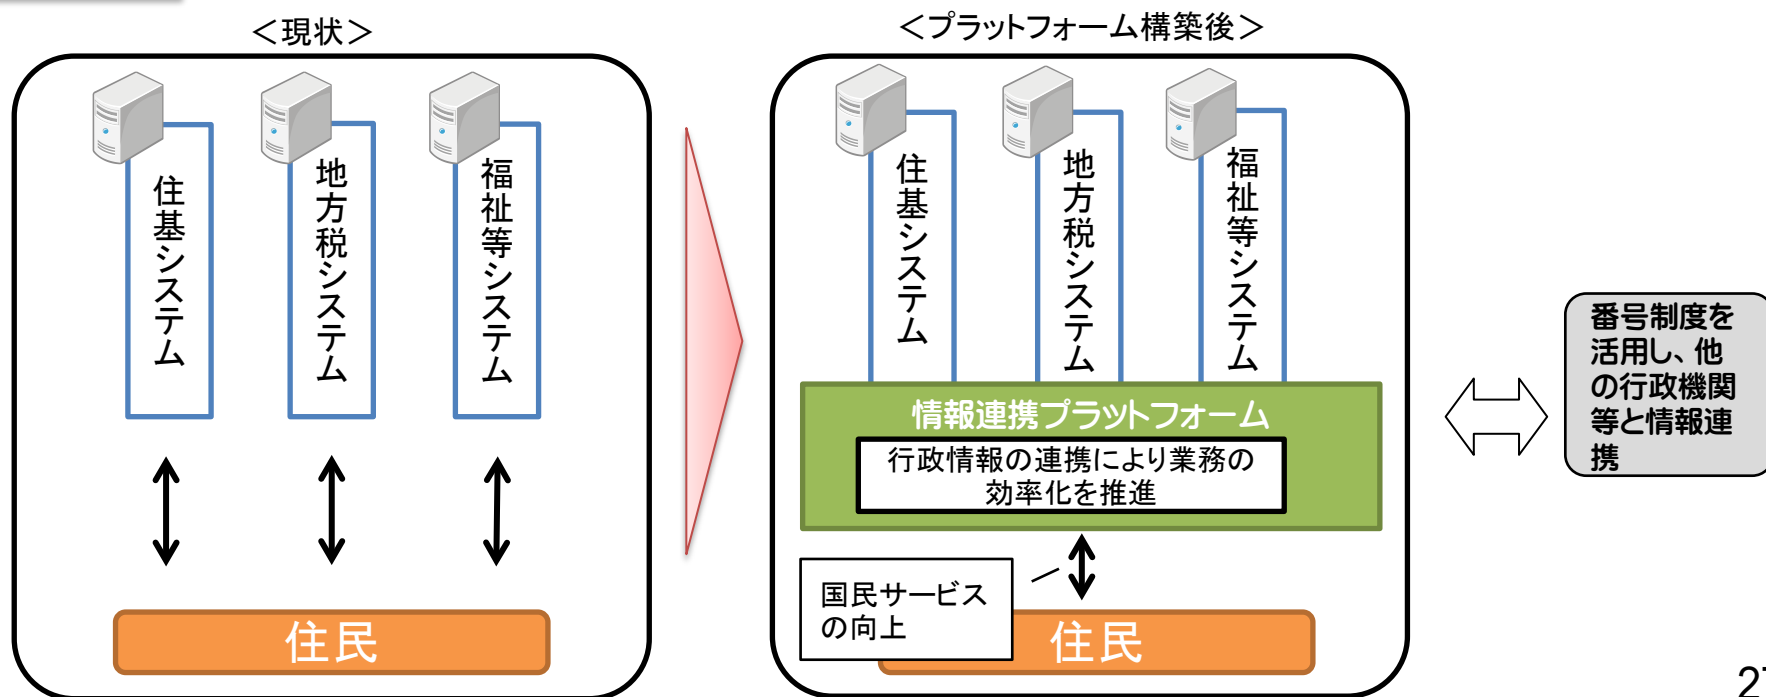 ＜現状＞
住基システム
地方税システム
福祉等システム
住民
＜プラットフォーム構築後＞
住基システム
地方税システム
福祉等システム
情報連携プラットフォーム
行政情報の連携により業務の
効率化を推進
国民サービス
の向上
住民
番号制度を
活用し、他
の行政機関
等と情報連
携